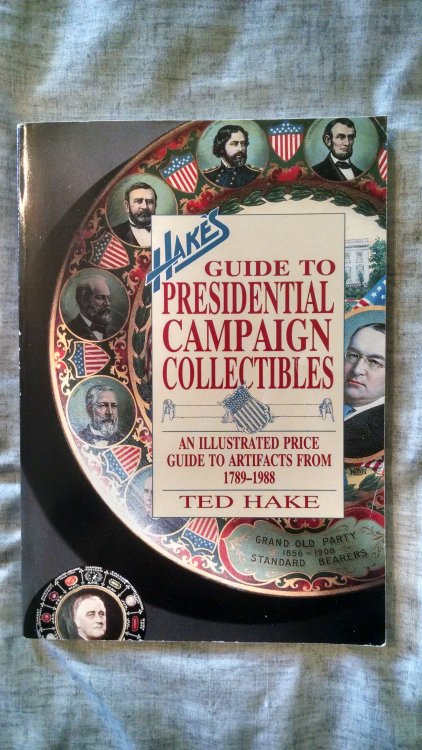 HAKE'S
GUIDE TO
PRESIDENTIAL
CAMPAIGN
COLLECTIBLES
AN ILLUSTRATED PRICE
GUIDE TO ARTIFACTS FROM
1789–1988
TED HAKE
GRAND OLD PARTY
1856 – 1908
STANDARD BEARERS